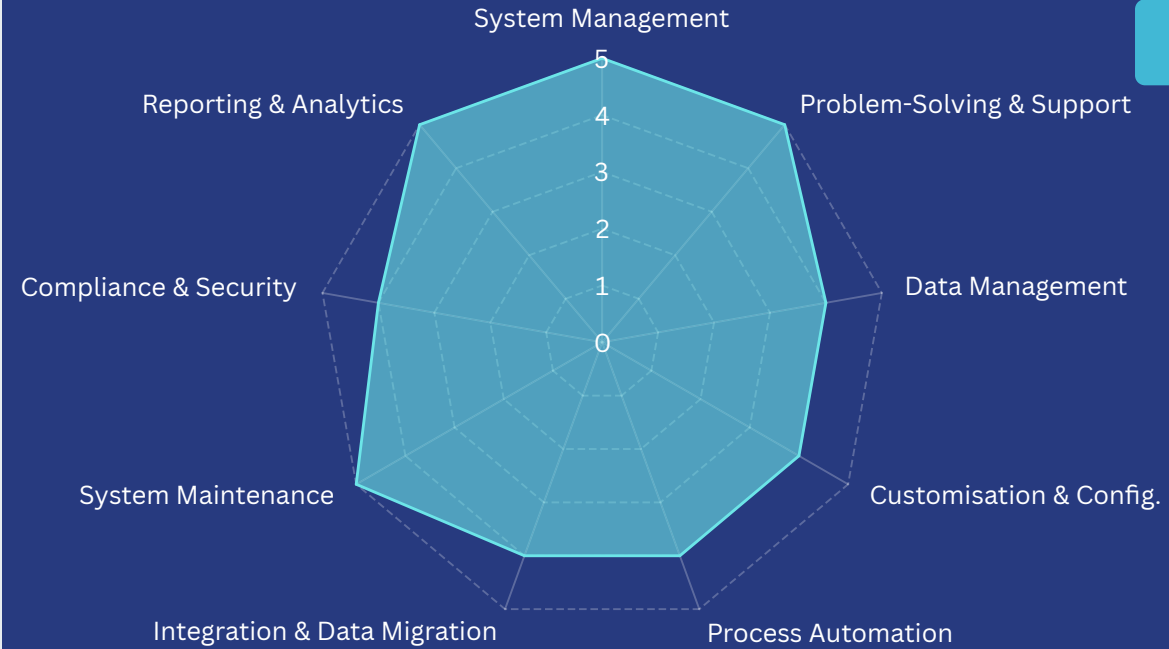 System Management
5
Reporting & Analytics
Problem-Solving & Support
4
3
2
Compliance & Security
1
Data Management
0
System Maintenance
Customisation & Config.
Integration & Data Migration
Process Automation